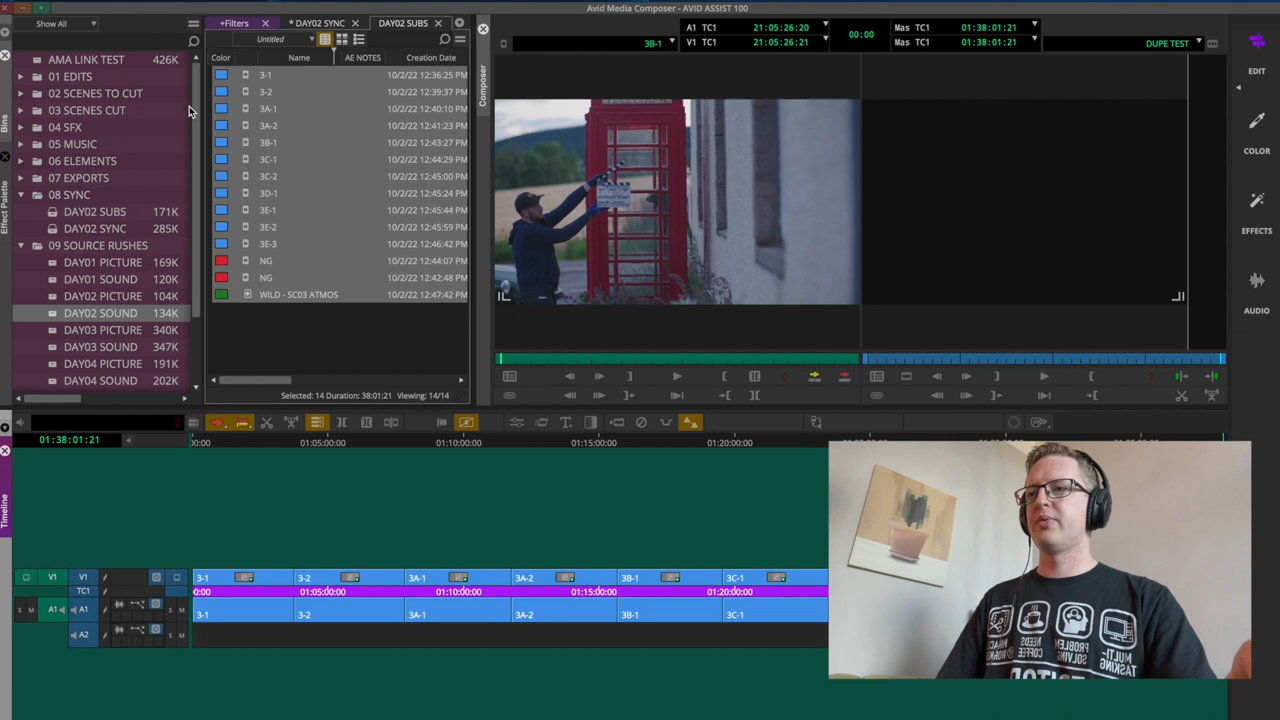 Avid Media Composer - AVID ASSIST 100
Show All
+Filters
* DAY02 SYNC
DAY02 SUBS
Untitled
Color Name AE NOTES Creation Date
3-1 10/2/22 12:36:25 PM
3-2 10/2/22 12:39:37 PM
3A-1 10/2/22 12:40:10 PM
3A-2 10/2/22 12:41:23 PM
3B-1 10/2/22 12:43:27 PM
3C-1 10/2/22 12:44:29 PM
3C-2 10/2/22 12:45:00 PM
3D-1 10/2/22 12:45:24 PM
3E-1 10/2/22 12:45:44 PM
3E-2 10/2/22 12:45:59 PM
3E-3 10/2/22 12:46:42 PM
NG 10/2/22 12:44:07 PM
NG 10/2/22 12:42:48 PM
WILD - SC03 ATMOS 10/2/22 12:47:42 PM
Selected: 14 Duration: 38:01:21 Viewing: 14/14
AMA LINK TEST 426K
01 EDITS
02 SCENES TO CUT
03 SCENES CUT
04 SFX
05 MUSIC
06 ELEMENTS
07 EXPORTS
08 SYNC
DAY02 SUBS 171K
DAY02 SYNC 285K
09 SOURCE RUSHES
DAY01 PICTURE 169K
DAY01 SOUND 120K
DAY02 PICTURE 104K
DAY02 SOUND 134K
DAY03 PICTURE 340K
DAY03 SOUND 347K
DAY04 PICTURE 191K
DAY04 SOUND 202K
Bins
Effect Palette
Composer
3B-1
A1 TC1 21:05:26:20
V1 TC1 21:05:26:21
00:00
Mas TC1 01:38:01:21
Mas TC1 01:38:01:21
DUPE TEST
TELEPHONE
EDIT
COLOR
EFFECTS
AUDIO
Timeline
01:38:01:21
00:00 01:05:00:00 01:10:00:00 01:15:00:00 01:20:00:00
V1 V1 3-1 3-2 3A-1 3A-2 3B-1 3C-1
TC1 0:00 01:05:00:00 01:10:00:00 01:15:00:00 01:20:00:00
S M A1 A1 S M 3-1 3-2 3A-1 3A-2 3B-1 3C-1
A2 S M
NEEDS COFFEE
PROBLEM SOLVING
MULTI-TASKING
EDITOR